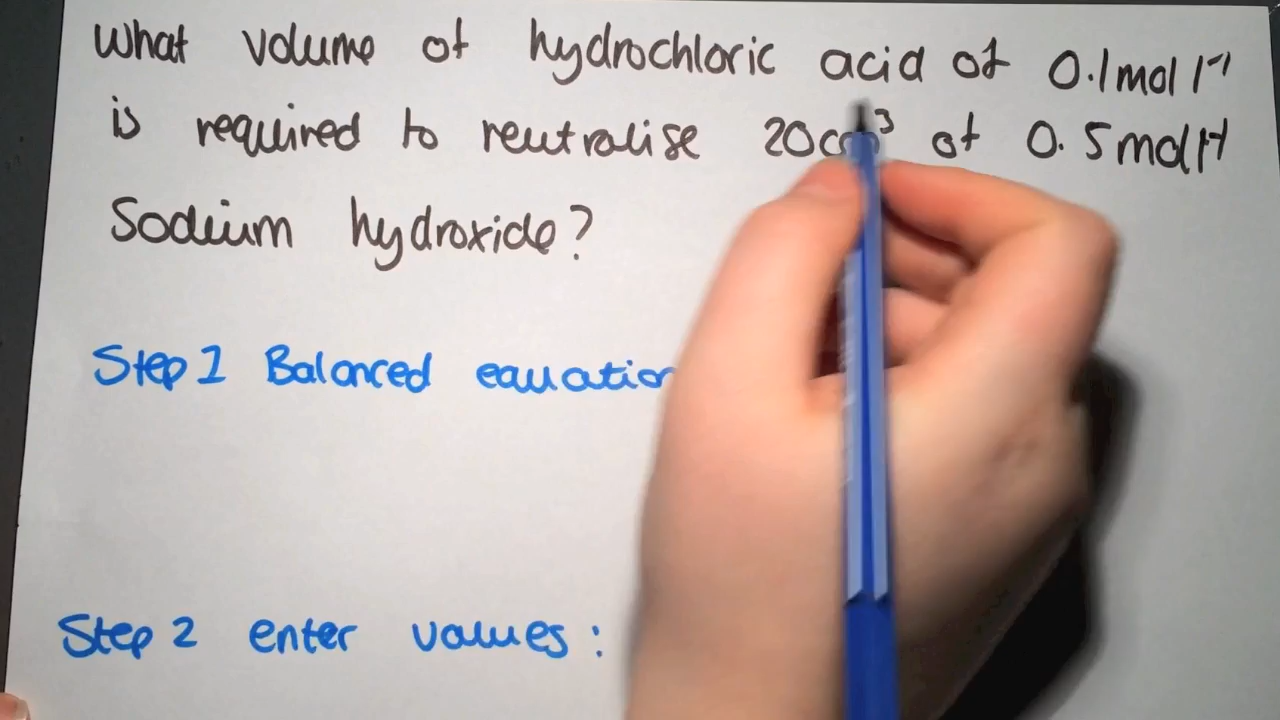 What volume of hydrochloric acid of 0.1mol l⁻¹
is required to neutralise 20cm³ of 0.5mol l⁻¹
Sodium hydroxide?
Step 1 Balanced equation
Step 2 enter values: